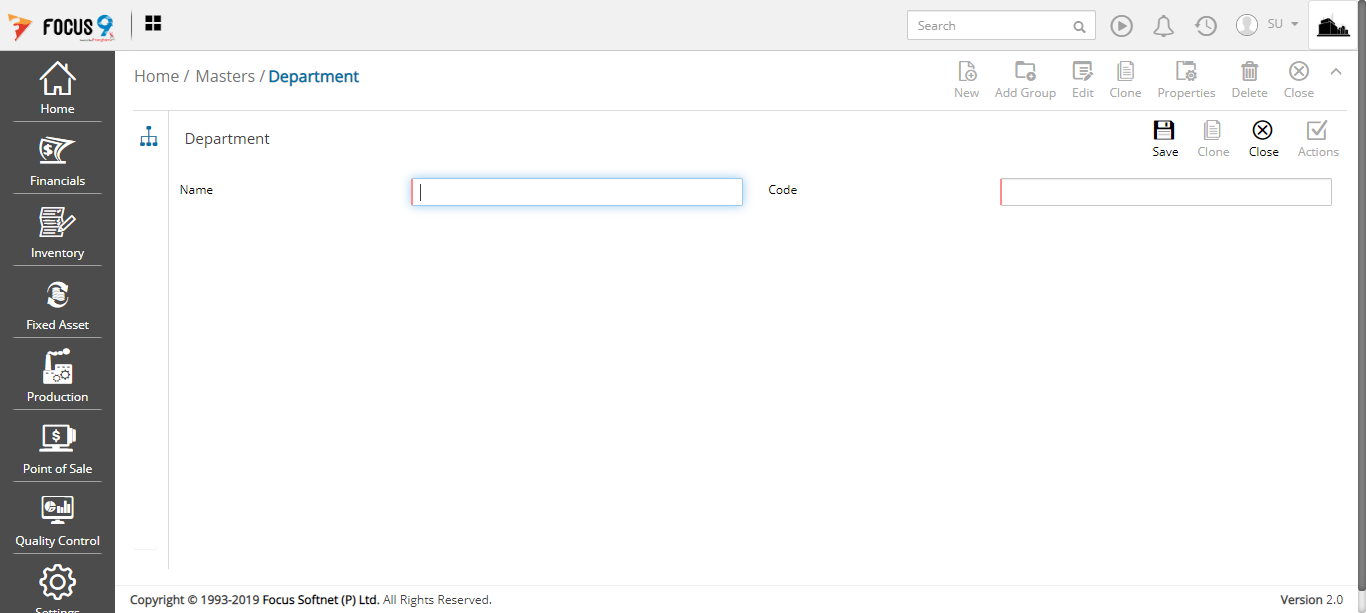 FOCUS 9
Search
SU
Home
Financials
Inventory
Fixed Asset
Production
Point of Sale
Quality Control
Settings
Home / Masters / Department
New
Add Group
Edit
Clone
Properties
Delete
Close
Department
Save
Clone
Close
Actions
Name
Code
Copyright © 1993-2019 Focus Softnet (P) Ltd. All Rights Reserved.
Version 2.0